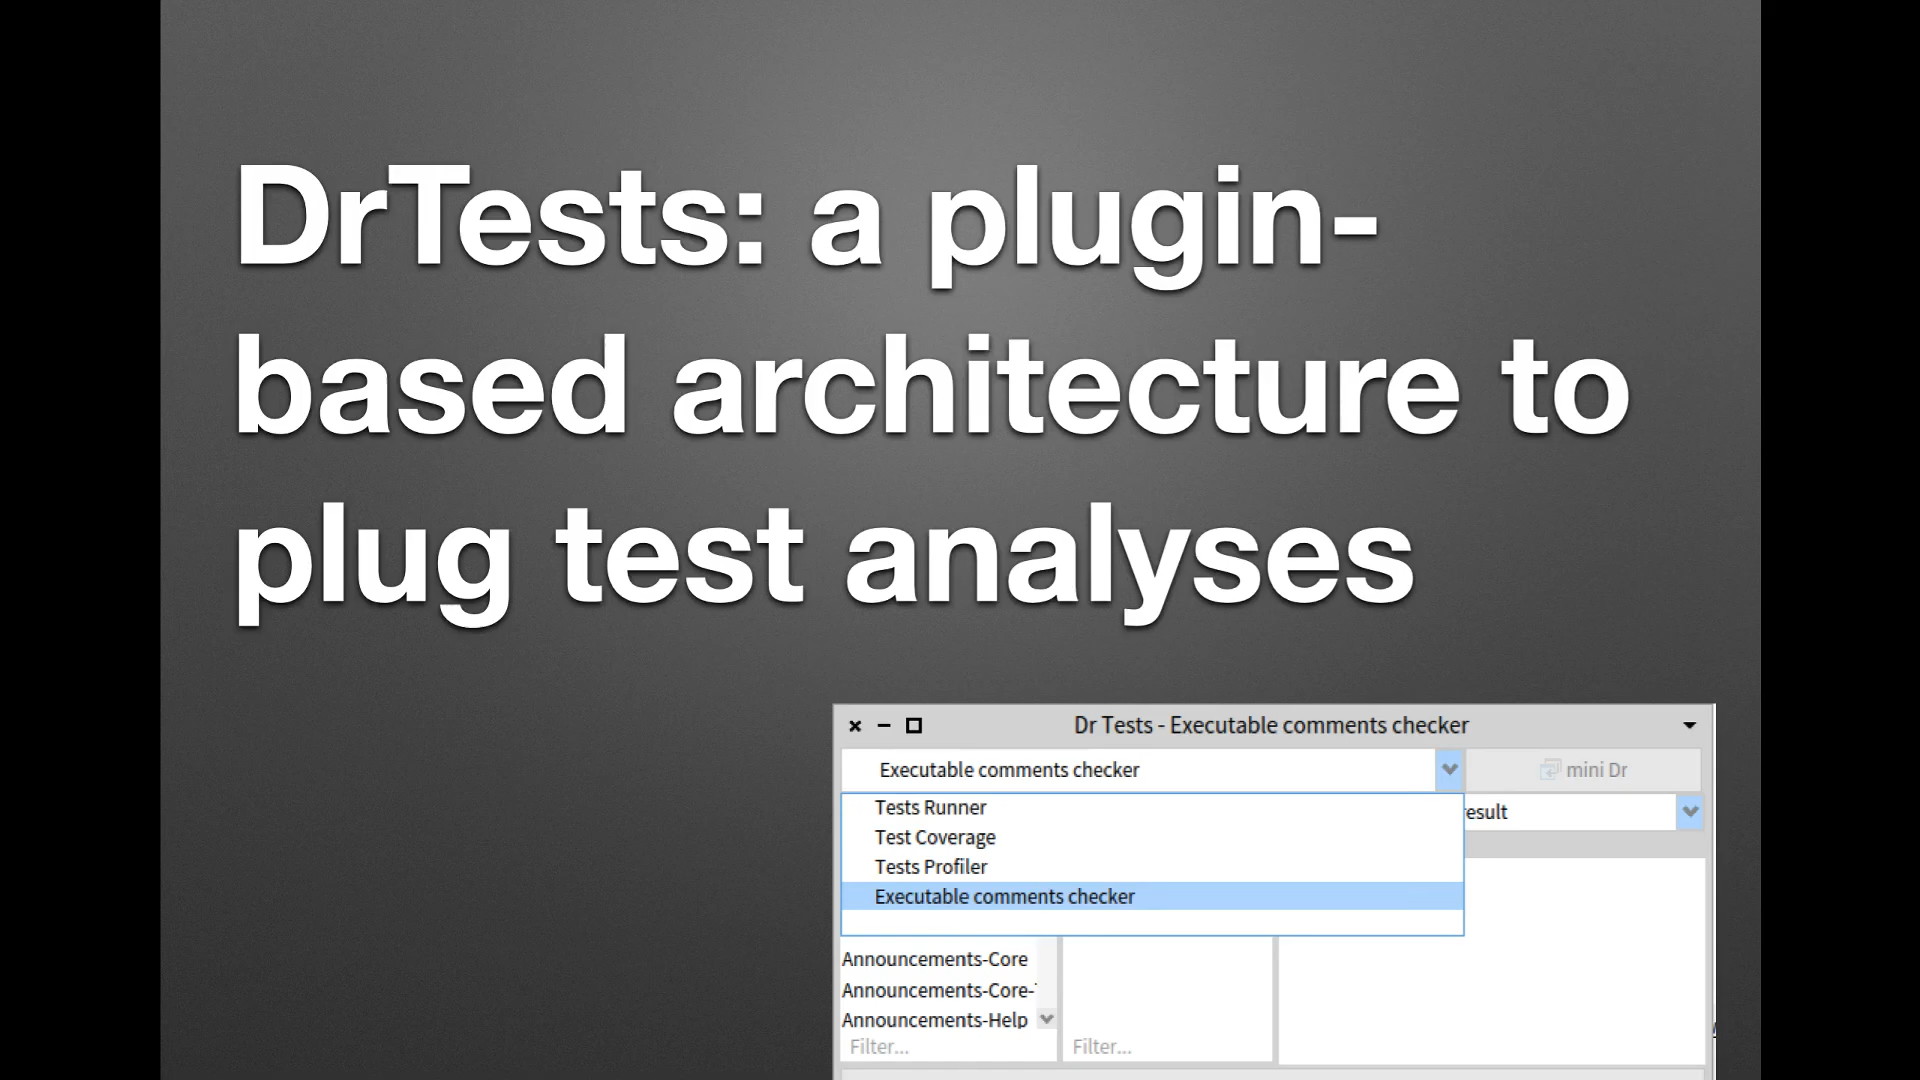 DrTests: a plugin-
based architecture to
plug test analyses
Dr Tests - Executable comments checker
Executable comments checker
mini Dr
Tests Runner
esult
Test Coverage
Tests Profiler
Executable comments checker
Announcements-Core
Announcements-Core-
Announcements-Help
Filter...
Filter...